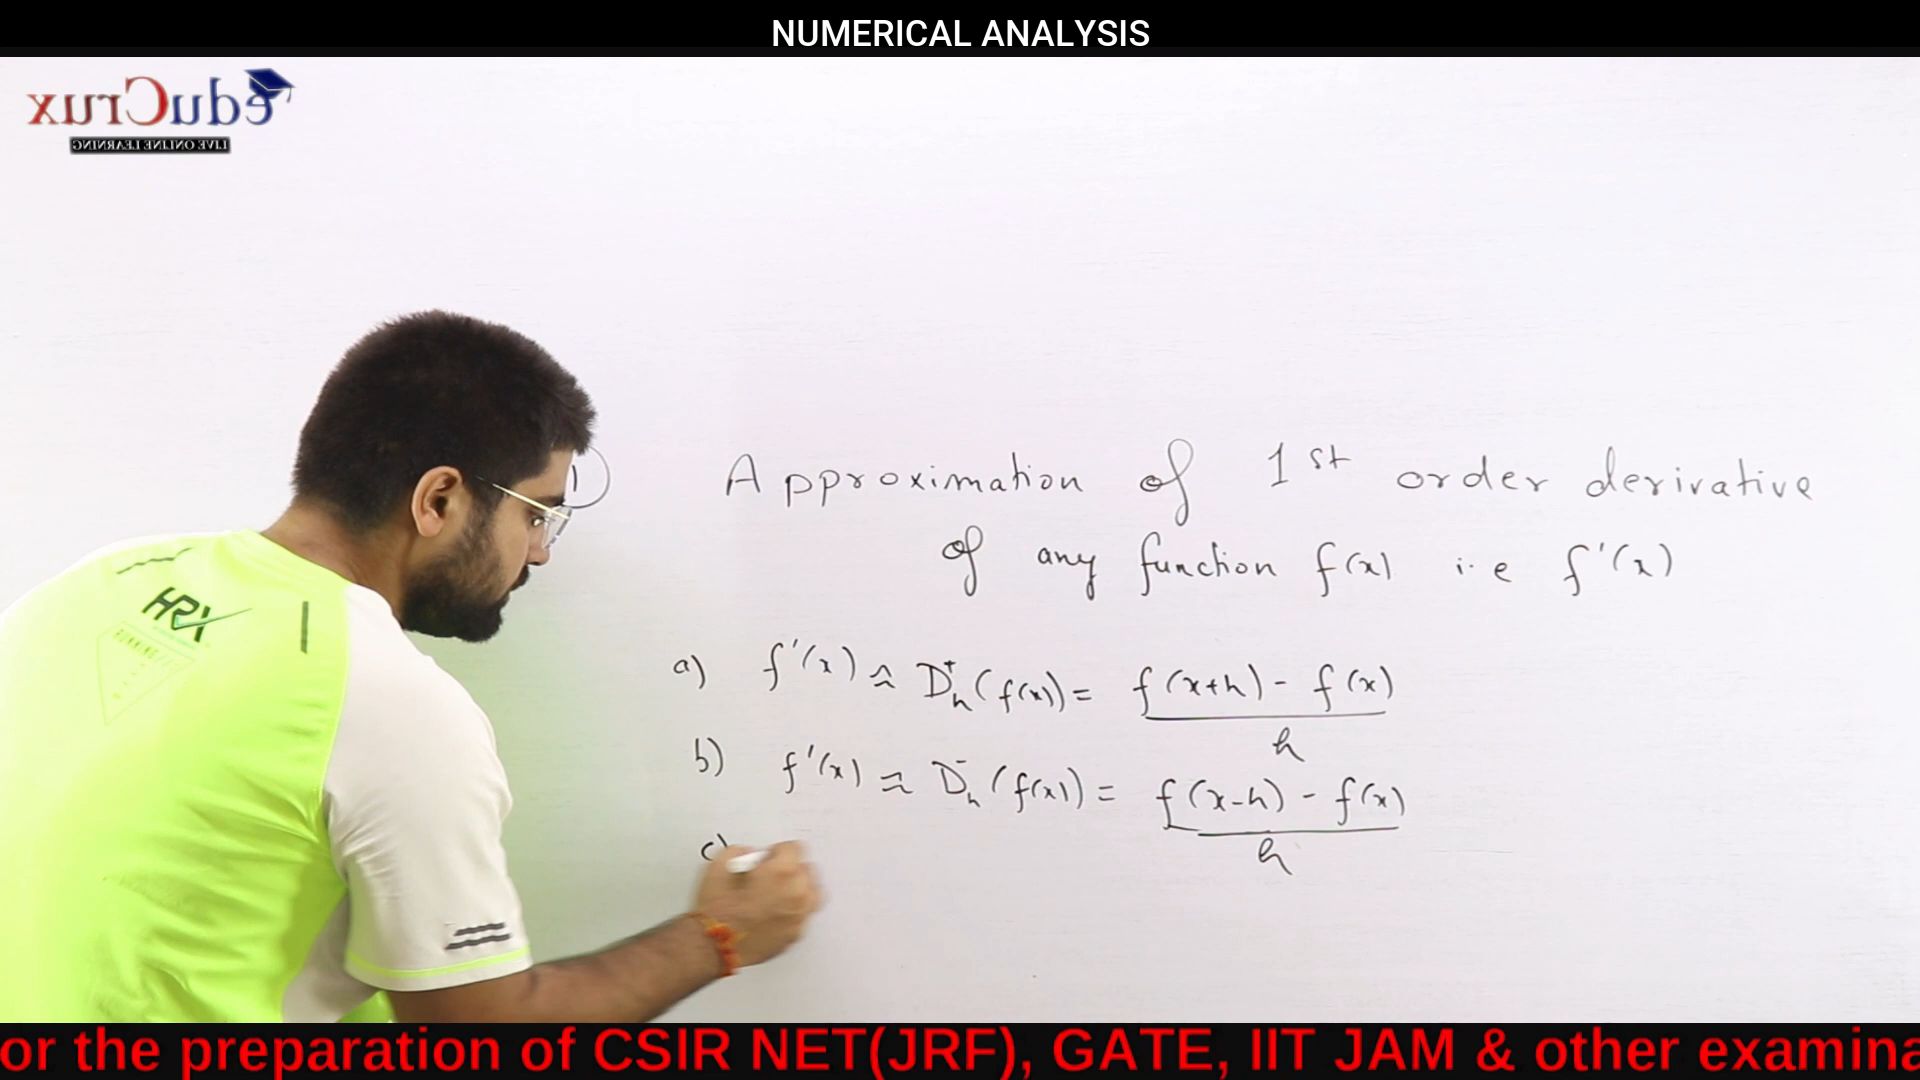 NUMERICAL ANALYSIS
eduCrux
LIVE ONLINE LEARNING
1
Approximation of 1st order derivative
of any function f(x) i.e f'(x)
a) f'(x) ≈ D⁺ₕ(f(x)) = f(x+h) - f(x)
h
b) f'(x) ≈ D⁻ₕ(f(x)) = f(x-h) - f(x)
h
c)
HRX
RUNNING
or the preparation of CSIR NET(JRF), GATE, IIT JAM & other examina